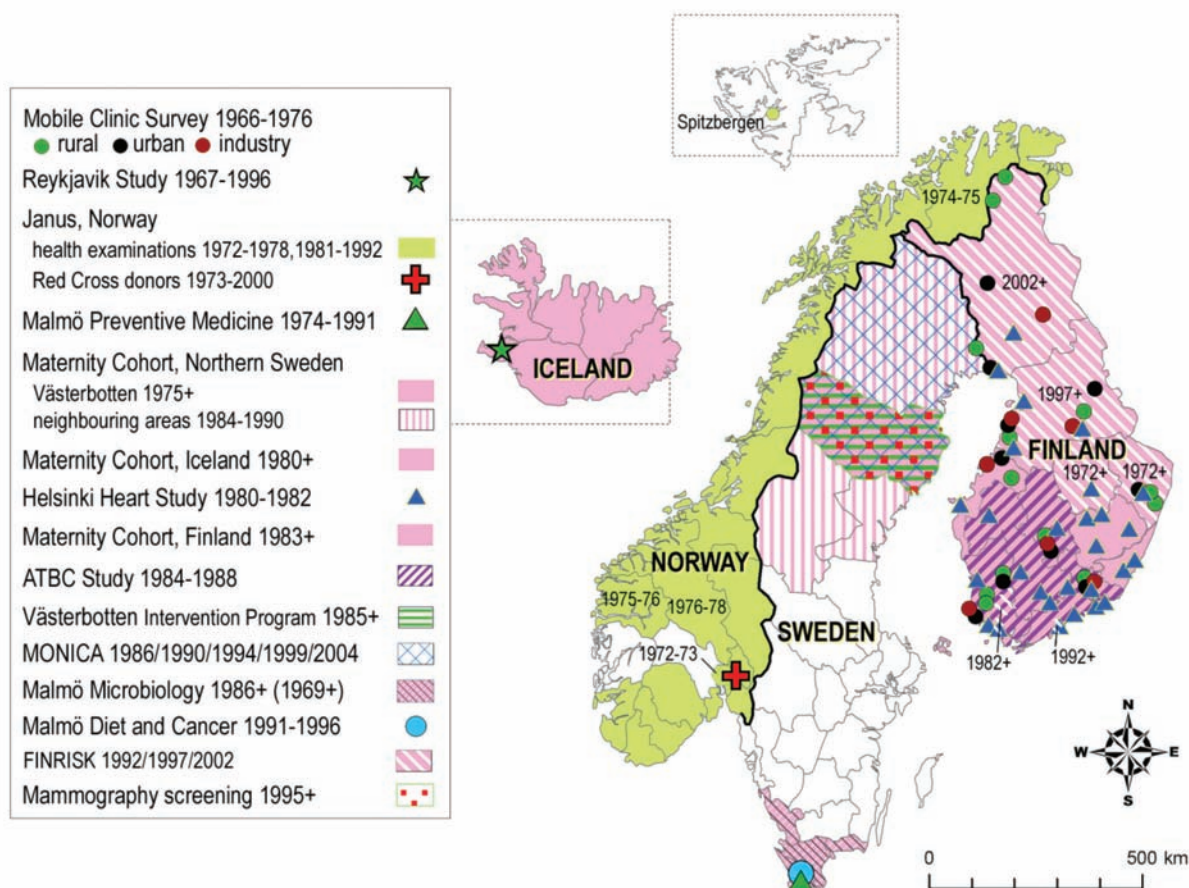 Mobile Clinic Survey 1966-1976
rural urban industry
Reykjavik Study 1967-1996
Janus, Norway
health examinations 1972-1978,1981-1992
Red Cross donors 1973-2000
Malmö Preventive Medicine 1974-1991
Maternity Cohort, Northern Sweden
Västerbotten 1975+
neighbouring areas 1984-1990
Maternity Cohort, Iceland 1980+
Helsinki Heart Study 1980-1982
Maternity Cohort, Finland 1983+
ATBC Study 1984-1988
Västerbotten Intervention Program 1985+
MONICA 1986/1990/1994/1999/2004
Malmö Microbiology 1986+ (1969+)
Malmö Diet and Cancer 1991-1996
FINRISK 1992/1997/2002
Mammography screening 1995+
Spitzbergen
ICELAND
1974-75
2002+
1997+
FINLAND
1972+
1972+
NORWAY
1975-76
1976-78
SWEDEN
1972-73
1982+
1992+
N
W E
S
0 500 km